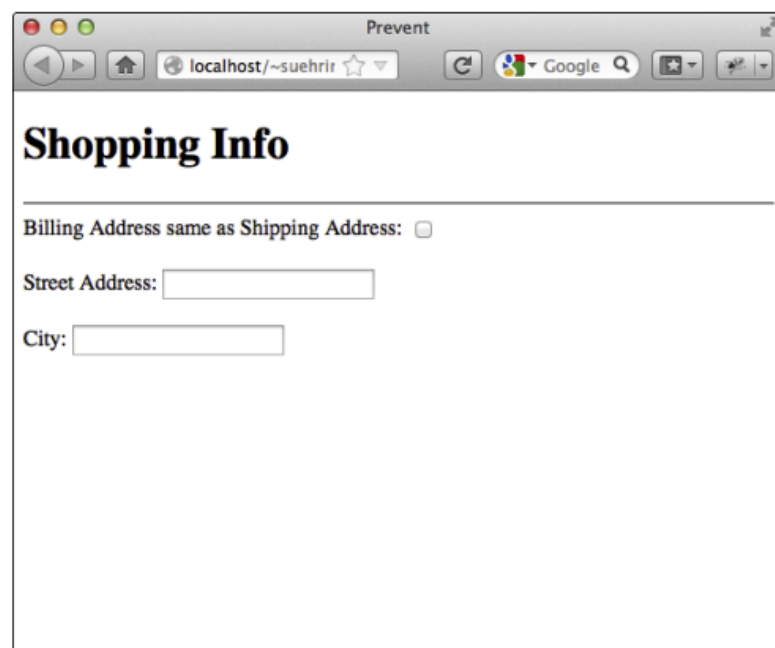 Prevent
localhost/~suehrir
Google
Shopping Info
Billing Address same as Shipping Address:
Street Address:
City: